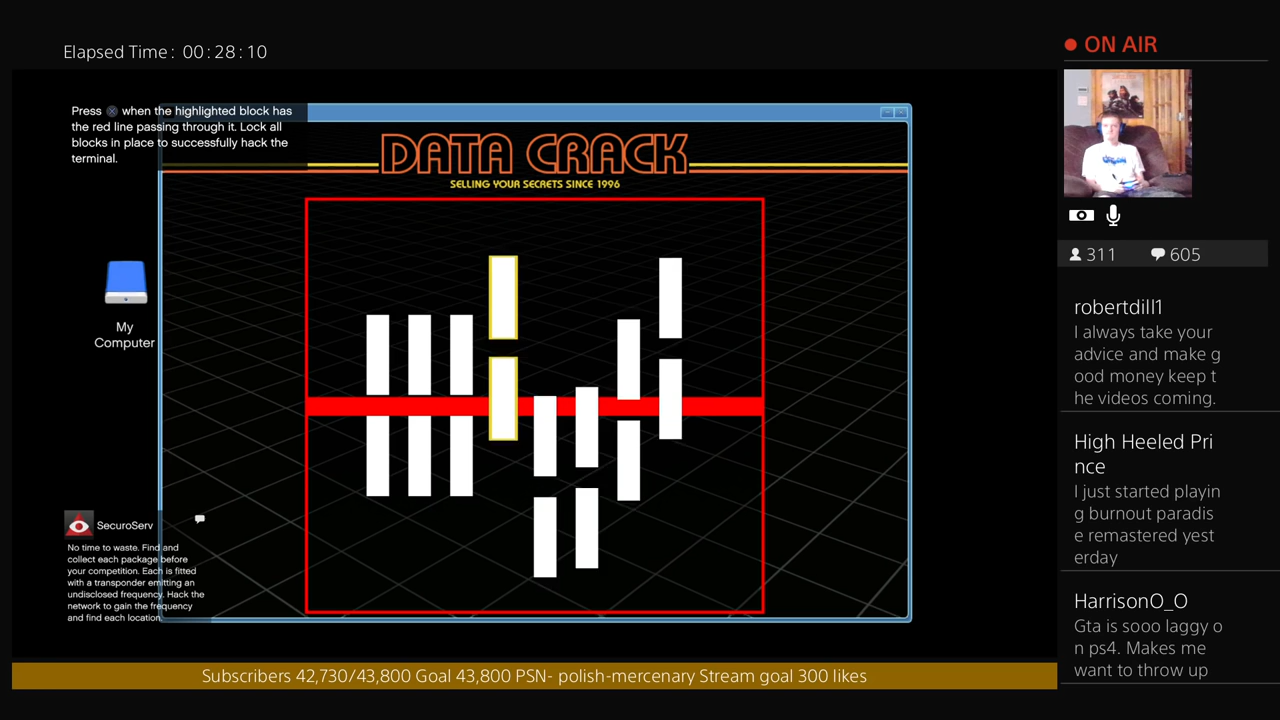 Elapsed Time: 00:28:10
ON AIR
Press when the highlighted block has
the red line passing through it. Lock all
blocks in place to successfully hack the
terminal.
DATA CRACK
SELLING YOUR SECRETS SINCE 1996
My
Computer
SecuroServ
No time to waste. Find and
collect each package before
your competition. Each is fitted
with a transponder emitting an
undisclosed frequency. Hack the
network to gain the frequency
and find each location.
311 605
robertdill1
I always take your
advice and make g
ood money keep t
he videos coming.
High Heeled Pri
nce
I just started playin
g burnout paradis
e remastered yest
erday
HarrisonO_O
Gta is sooo laggy o
n ps4. Makes me
want to throw up
Subscribers 42,730/43,800 Goal 43,800 PSN- polish-mercenary Stream goal 300 likes